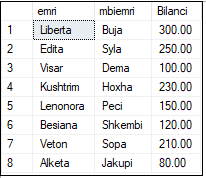 emri mbiemri Bilanci
1 Liberta Buja 300.00
2 Edita Syla 250.00
3 Visar Dema 100.00
4 Kushtrim Hoxha 230.00
5 Lenonora Peci 150.00
6 Besiana Shkembi 120.00
7 Veton Sopa 210.00
8 Alketa Jakupi 80.00